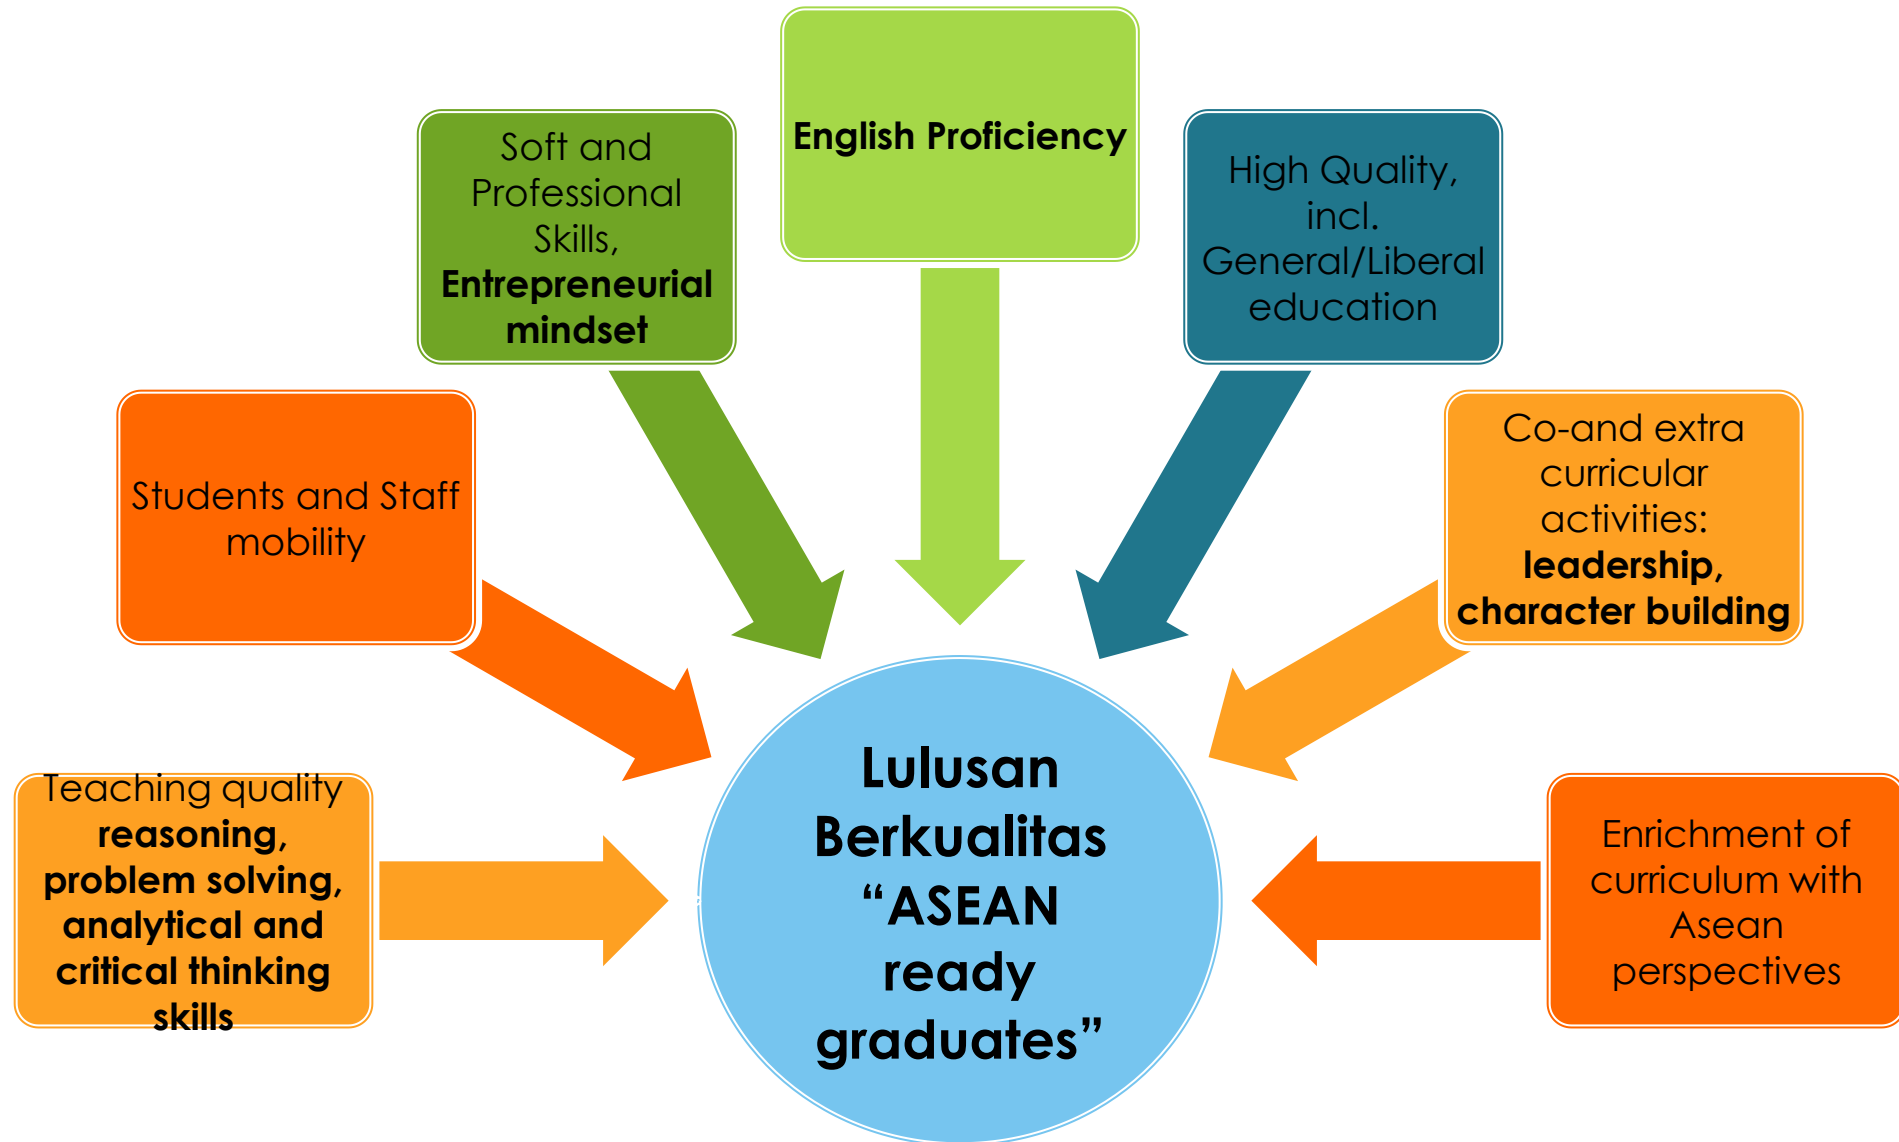 English Proficiency
Soft and
Professional
Skills,
Entrepreneurial
mindset
High Quality,
incl.
General/Liberal
education
Students and Staff
mobility
Co-and extra
curricular
activities:
leadership,
character building
Teaching quality
reasoning,
problem solving,
analytical and
critical thinking
skills
Lulusan
Berkualitas
“ASEAN
ready
graduates”
Enrichment of
curriculum with
Asean
perspectives